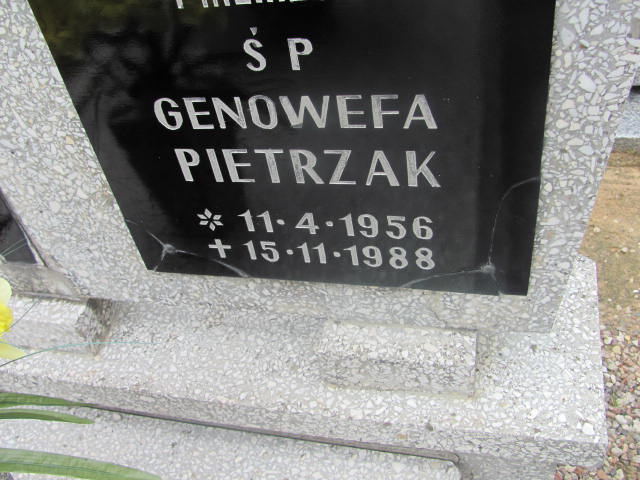 Ś P
GENOWEFA
PIETRZAK
* 11·4·1956
+ 15·11·1988